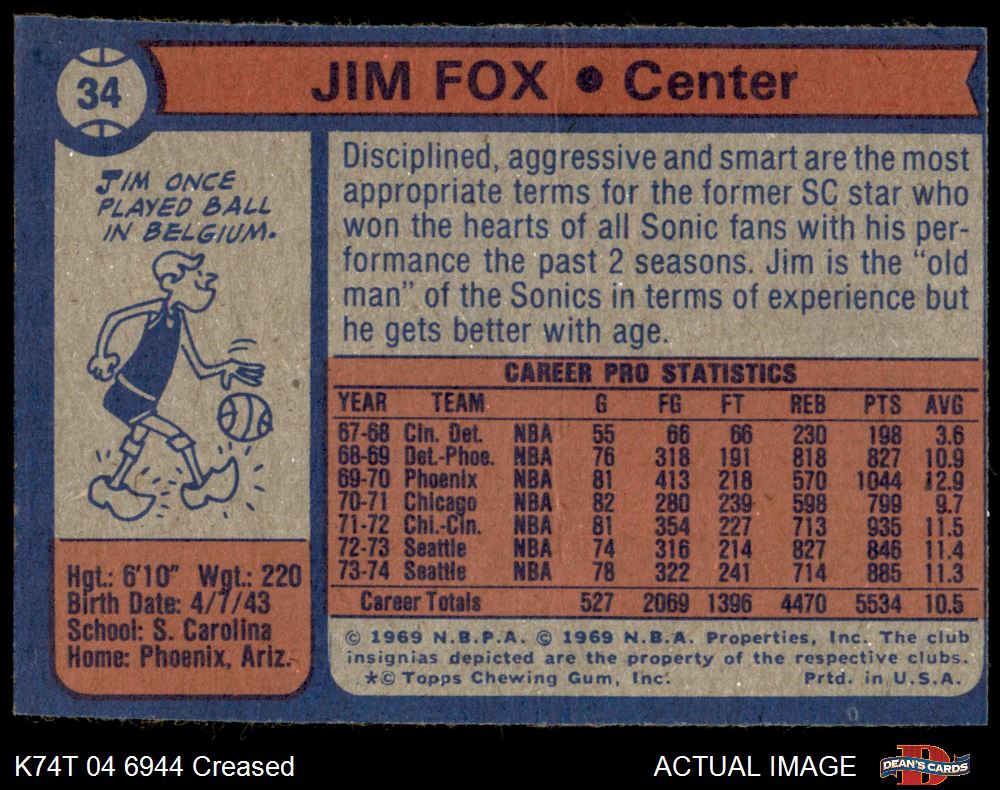 34
JIM FOX • Center
JIM ONCE
PLAYED BALL
IN BELGIUM.
Disciplined, aggressive and smart are the most
appropriate terms for the former SC star who
won the hearts of all Sonic fans with his per-
formance the past 2 seasons. Jim is the "old
man" of the Sonics in terms of experience but
he gets better with age.
CAREER PRO STATISTICS
YEAR TEAM G FG FT REB PTS AVG
67-68 Cin. Det. NBA 55 66 66 230 198 3.6
68-69 Det.-Phoe. NBA 76 318 191 818 827 10.9
69-70 Phoenix NBA 81 413 218 570 1044 12.9
70-71 Chicago NBA 82 280 239 598 799 9.7
71-72 Chi.-Cin. NBA 81 354 227 713 935 11.5
72-73 Seattle NBA 74 316 214 827 846 11.4
73-74 Seattle NBA 78 322 241 714 885 11.3
Career Totals 527 2069 1396 4470 5534 10.5
Hgt.: 6'10" Wgt.: 220
Birth Date: 4/7/43
School: S. Carolina
Home: Phoenix, Ariz.
© 1969 N.B.P.A. © 1969 N.B.A. Properties, Inc. The club
insignias depicted are the property of the respective clubs.
*© Topps Chewing Gum, Inc. Prtd. in U.S.A.
K74T 04 6944 Creased
ACTUAL IMAGE
D
DEAN'S CARDS